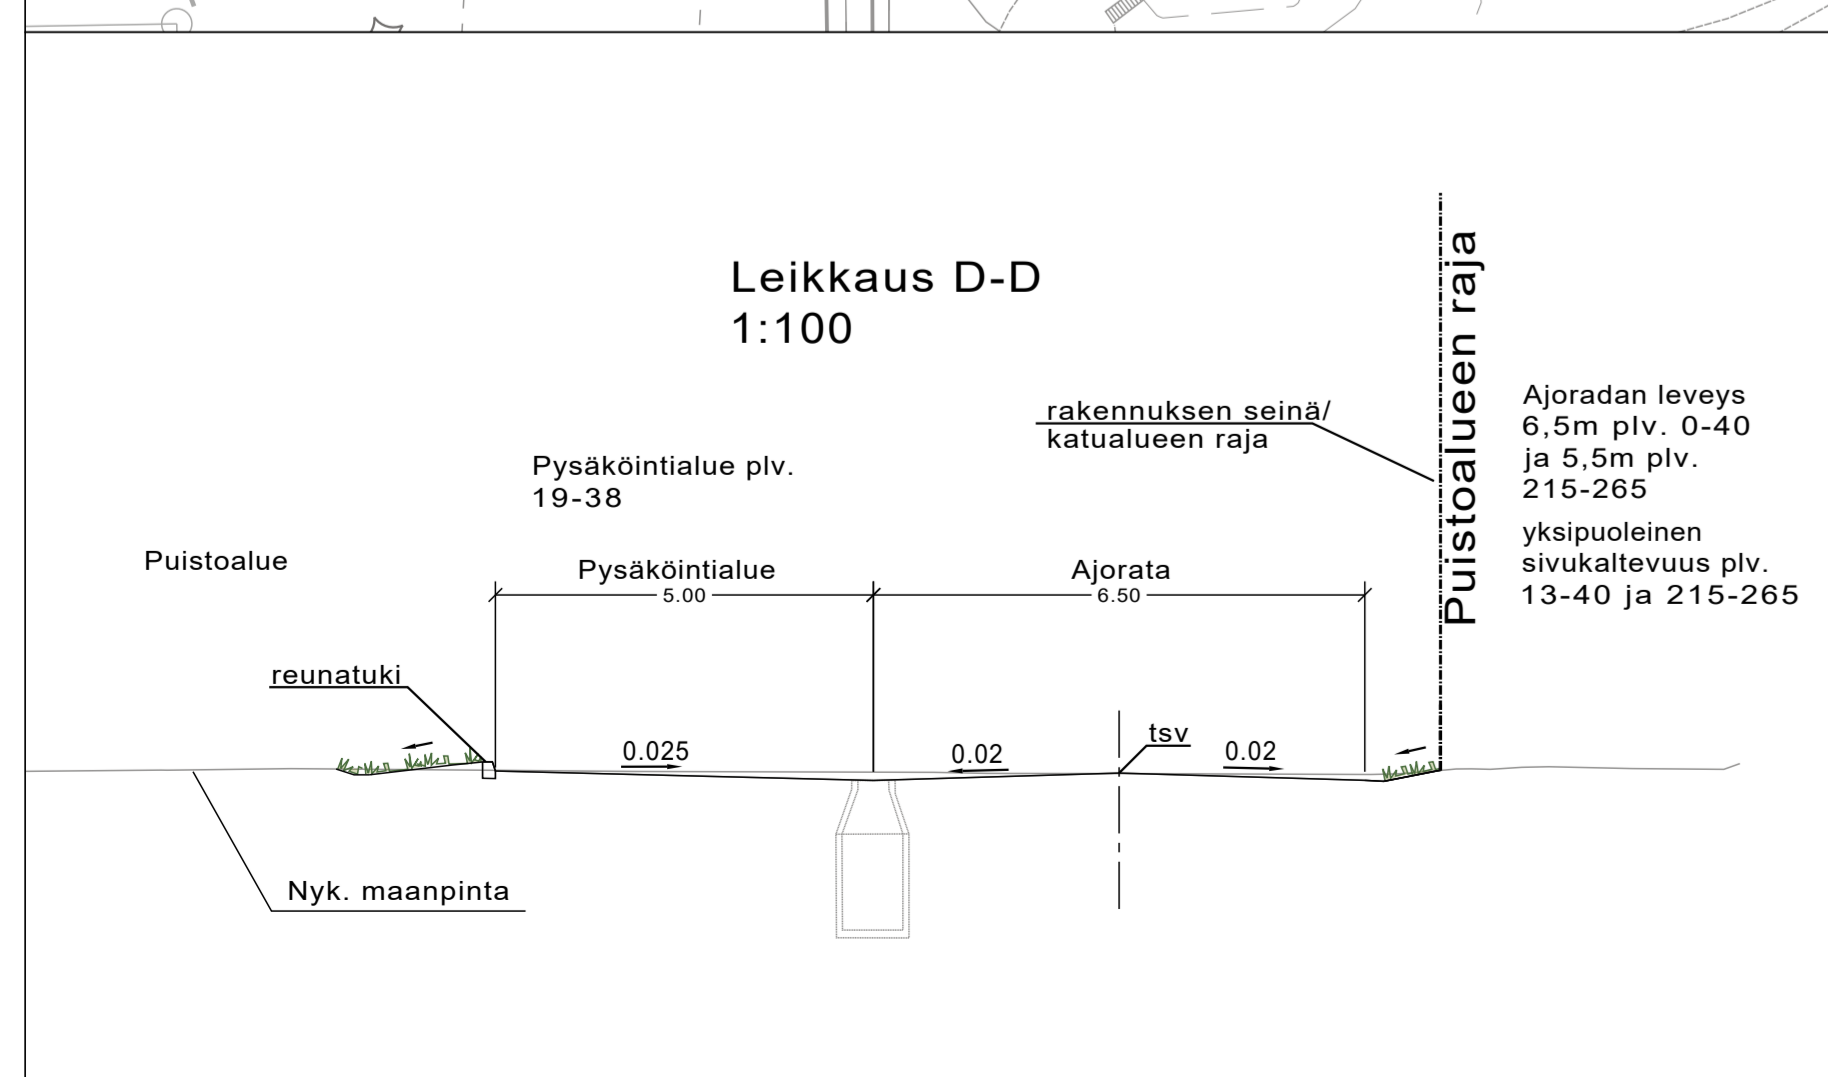 Leikkaus D-D
1:100
Puistoalueen raja
rakennuksen seinä/
katualueen raja
Ajoradan leveys
6,5m plv. 0-40
ja 5,5m plv.
215-265
yksipuoleinen
sivukaltevuus plv.
13-40 ja 215-265
Pysäköintialue plv.
19-38
Puistoalue
Pysäköintialue
5.00
Ajorata
6.50
reunatuki
0.025
0.02
tsv
0.02
Nyk. maanpinta